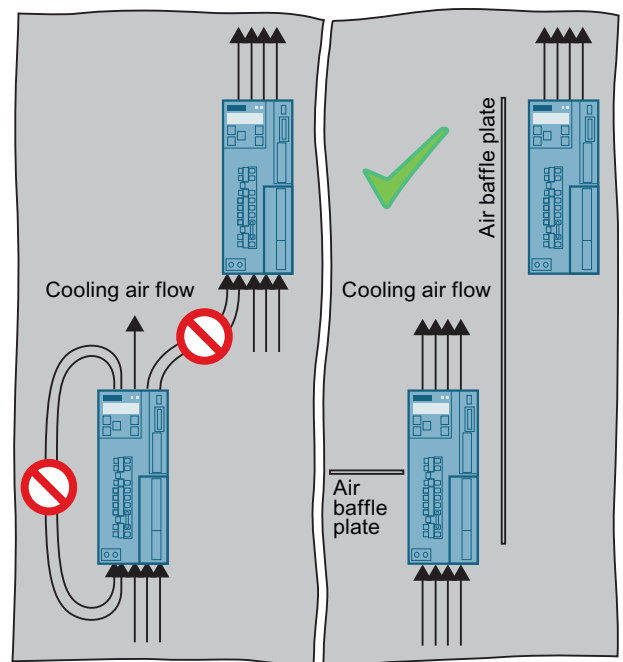 Cooling air flow
Air baffle plate
Cooling air flow
Air
baffle
plate